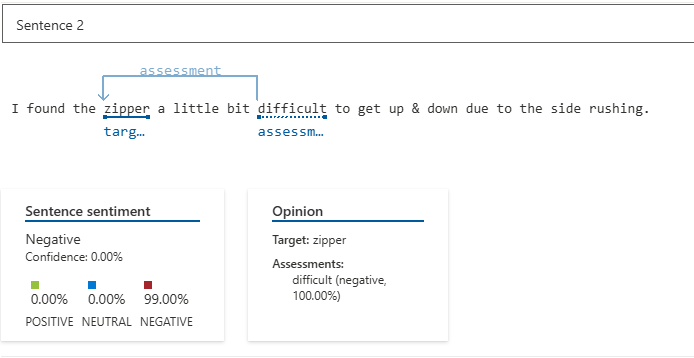 Sentence 2
assessment
I found the zipper a little bit difficult to get up & down due to the side rushing.
targ… assessm…
Sentence sentiment
Negative
Confidence: 0.00%
0.00% 0.00% 99.00%
POSITIVE NEUTRAL NEGATIVE
Opinion
Target: zipper
Assessments:
difficult (negative,
100.00%)